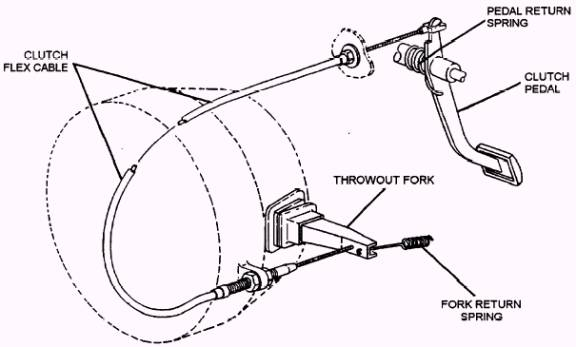 PEDAL RETURN
SPRING
CLUTCH
FLEX CABLE
CLUTCH
PEDAL
THROWOUT FORK
FORK RETURN
SPRING